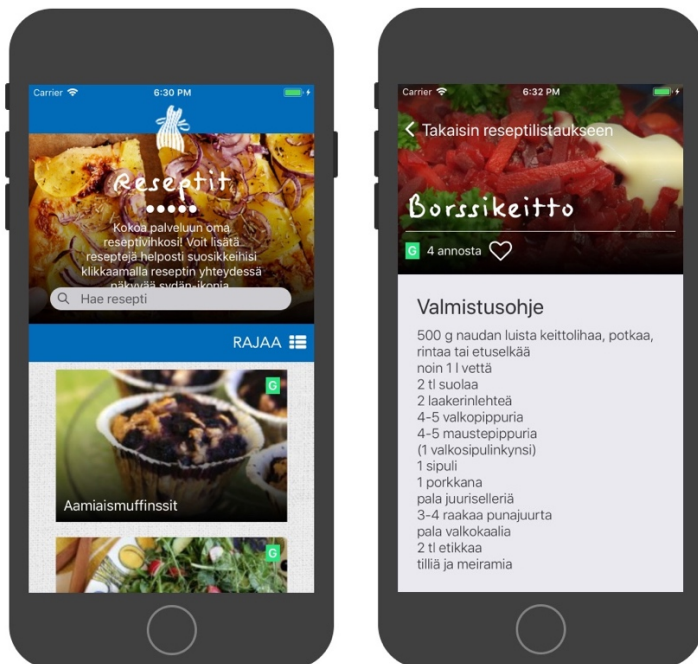 Carrier
6:30 PM
Reseptit
Kokoa palveluun oma
reseptivihkosi! Voit lisätä
reseptejä helposti suosikkeihisi
klikkaamalla reseptin yhteydessä
näkyvää sydän-ikonia
Hae resepti
RAJAA
G
Aamiaismuffinssit
G
Carrier
6:32 PM
Takaisin reseptilistaukseen
Borssikeitto
G 4 annosta
Valmistusohje
500 g naudan luista keittolihaa, potkaa,
rintaa tai etuselkää
noin 1 l vettä
2 tl suolaa
2 laakerinlehteä
4-5 valkopippuria
4-5 maustepippuria
(1 valkosipulinkynsi)
1 sipuli
1 porkkana
pala juuriselleriä
3-4 raakaa punajuurta
pala valkokaalia
2 tl etikkaa
tilliä ja meiramia